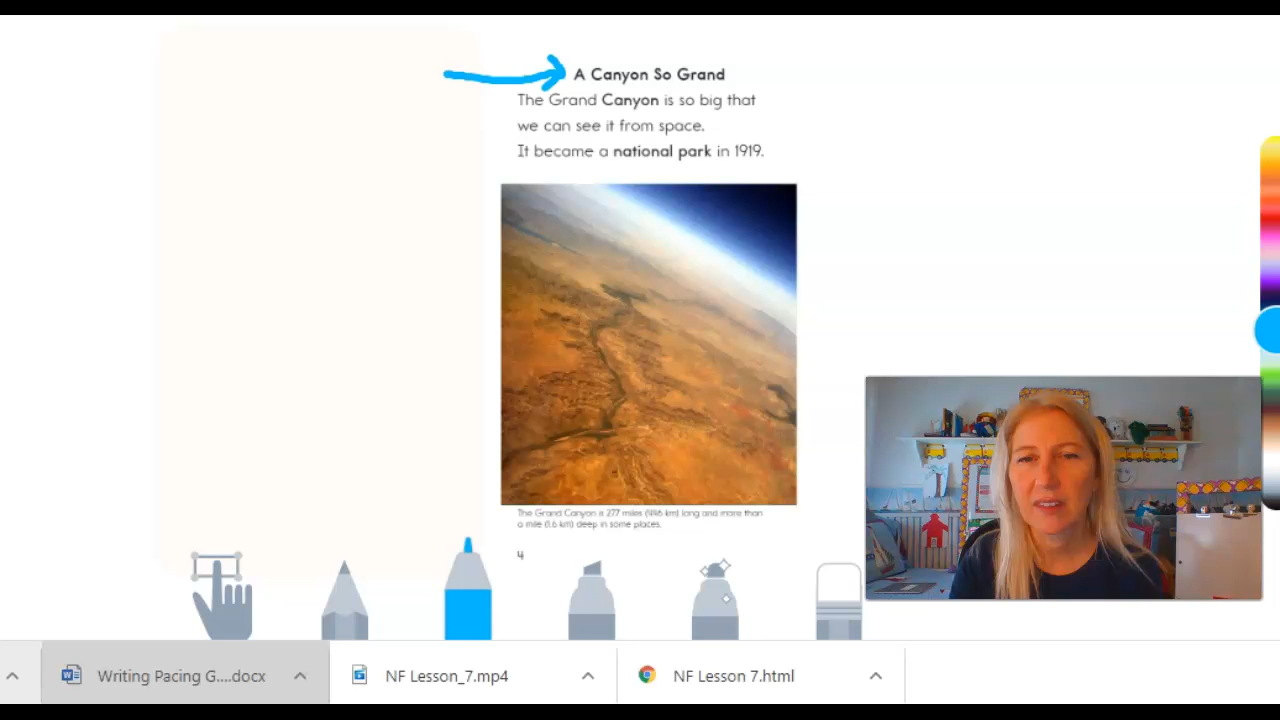 A Canyon So Grand
The Grand Canyon is so big that
we can see it from space.
It became a national park in 1919.
The Grand Canyon is 277 miles (446 km) long and more than
a mile (1.6 km) deep in some places.
4
Writing Pacing G....docx
NF Lesson_7.mp4
NF Lesson 7.html